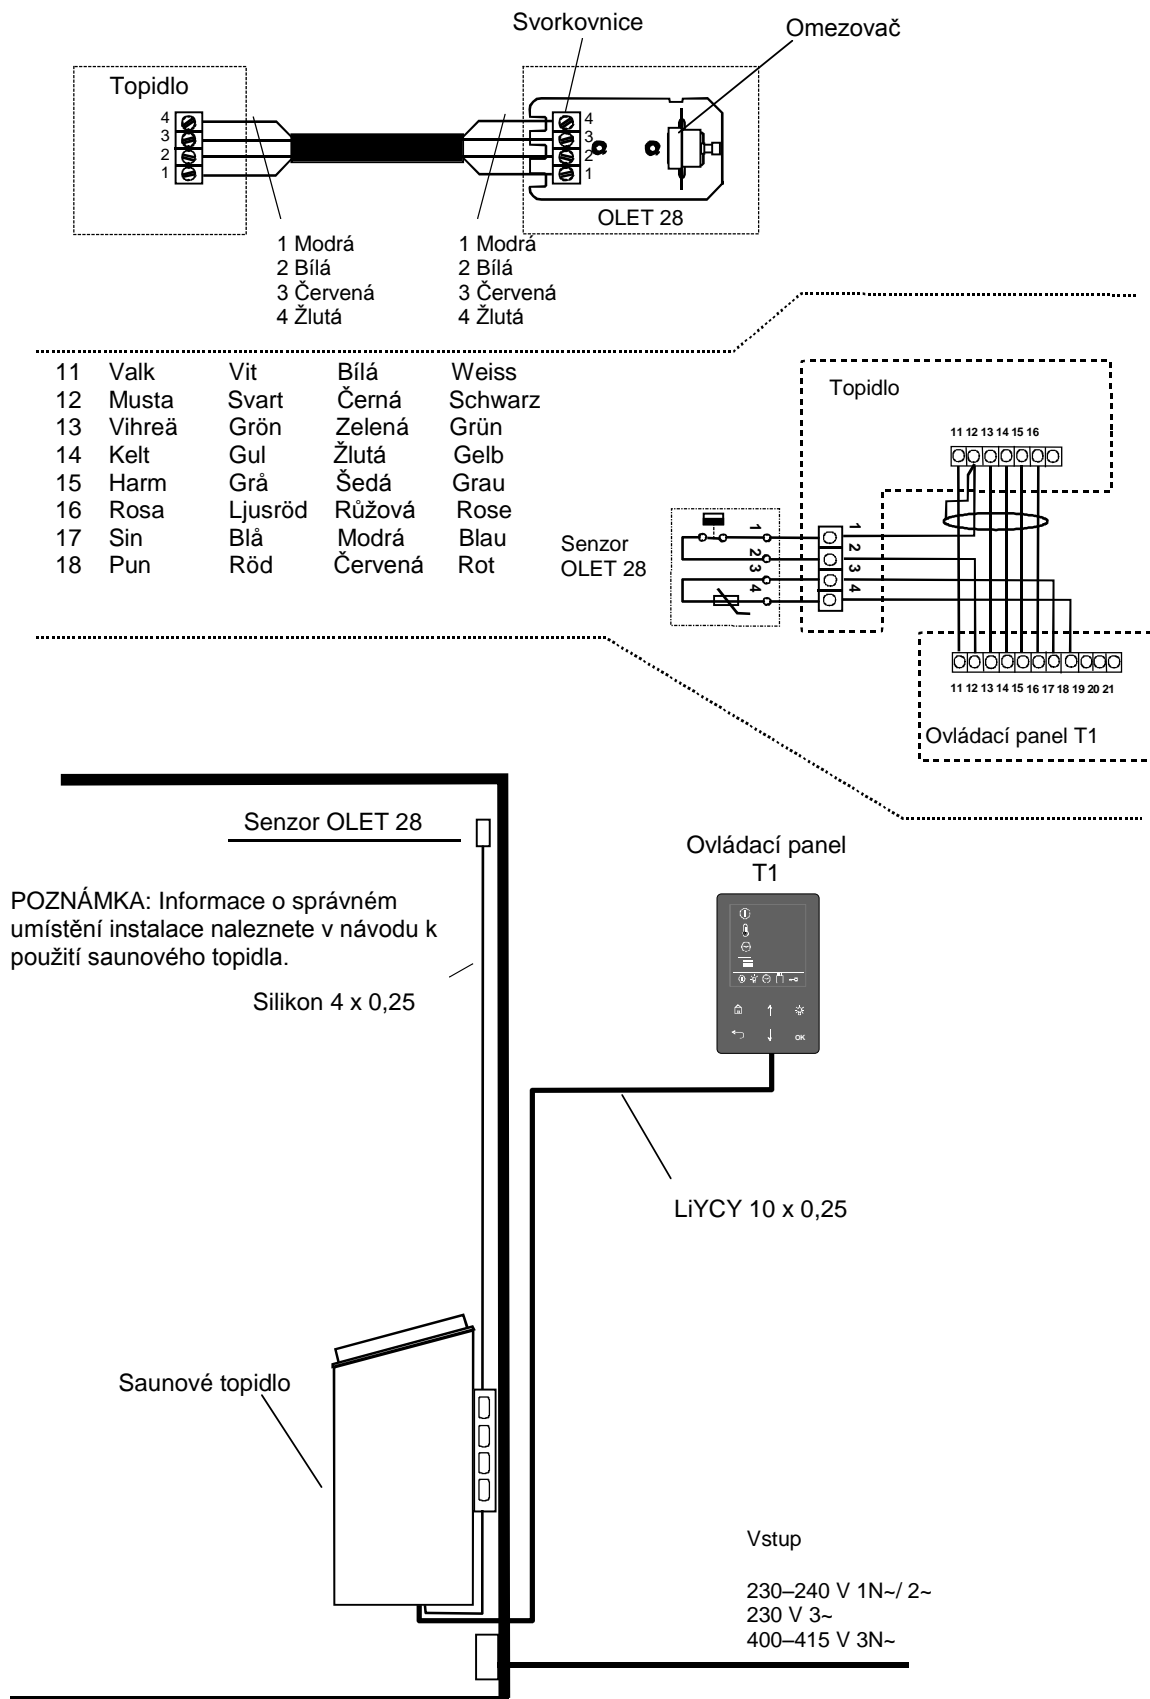 Svorkovnice
Omezovač
Topidlo
4
3
2
1
4
3
2
1
OLET 28
1 Modrá
2 Bílá
3 Červená
4 Žlutá
1 Modrá
2 Bílá
3 Červená
4 Žlutá
11 Valk Vit Bílá Weiss
12 Musta Svart Černá Schwarz
13 Vihreä Grön Zelená Grün
14 Kelt Gul Žlutá Gelb
15 Harm Grå Šedá Grau
16 Rosa Ljusröd Růžová Rose
17 Sin Blå Modrá Blau
18 Pun Röd Červená Rot
Topidlo
11 12 13 14 15 16
Senzor
OLET 28
1
2
3
4
1
2
3
4
11 12 13 14 15 16 17 18 19 20 21
Ovládací panel T1
Senzor OLET 28
Ovládací panel
T1
POZNÁMKA: Informace o správném
umístění instalace naleznete v návodu k
použití saunového topidla.
Silikon 4 x 0,25
OK
LiYCY 10 x 0,25
Saunové topidlo
Vstup
230–240 V 1N~/ 2~
230 V 3~
400–415 V 3N~